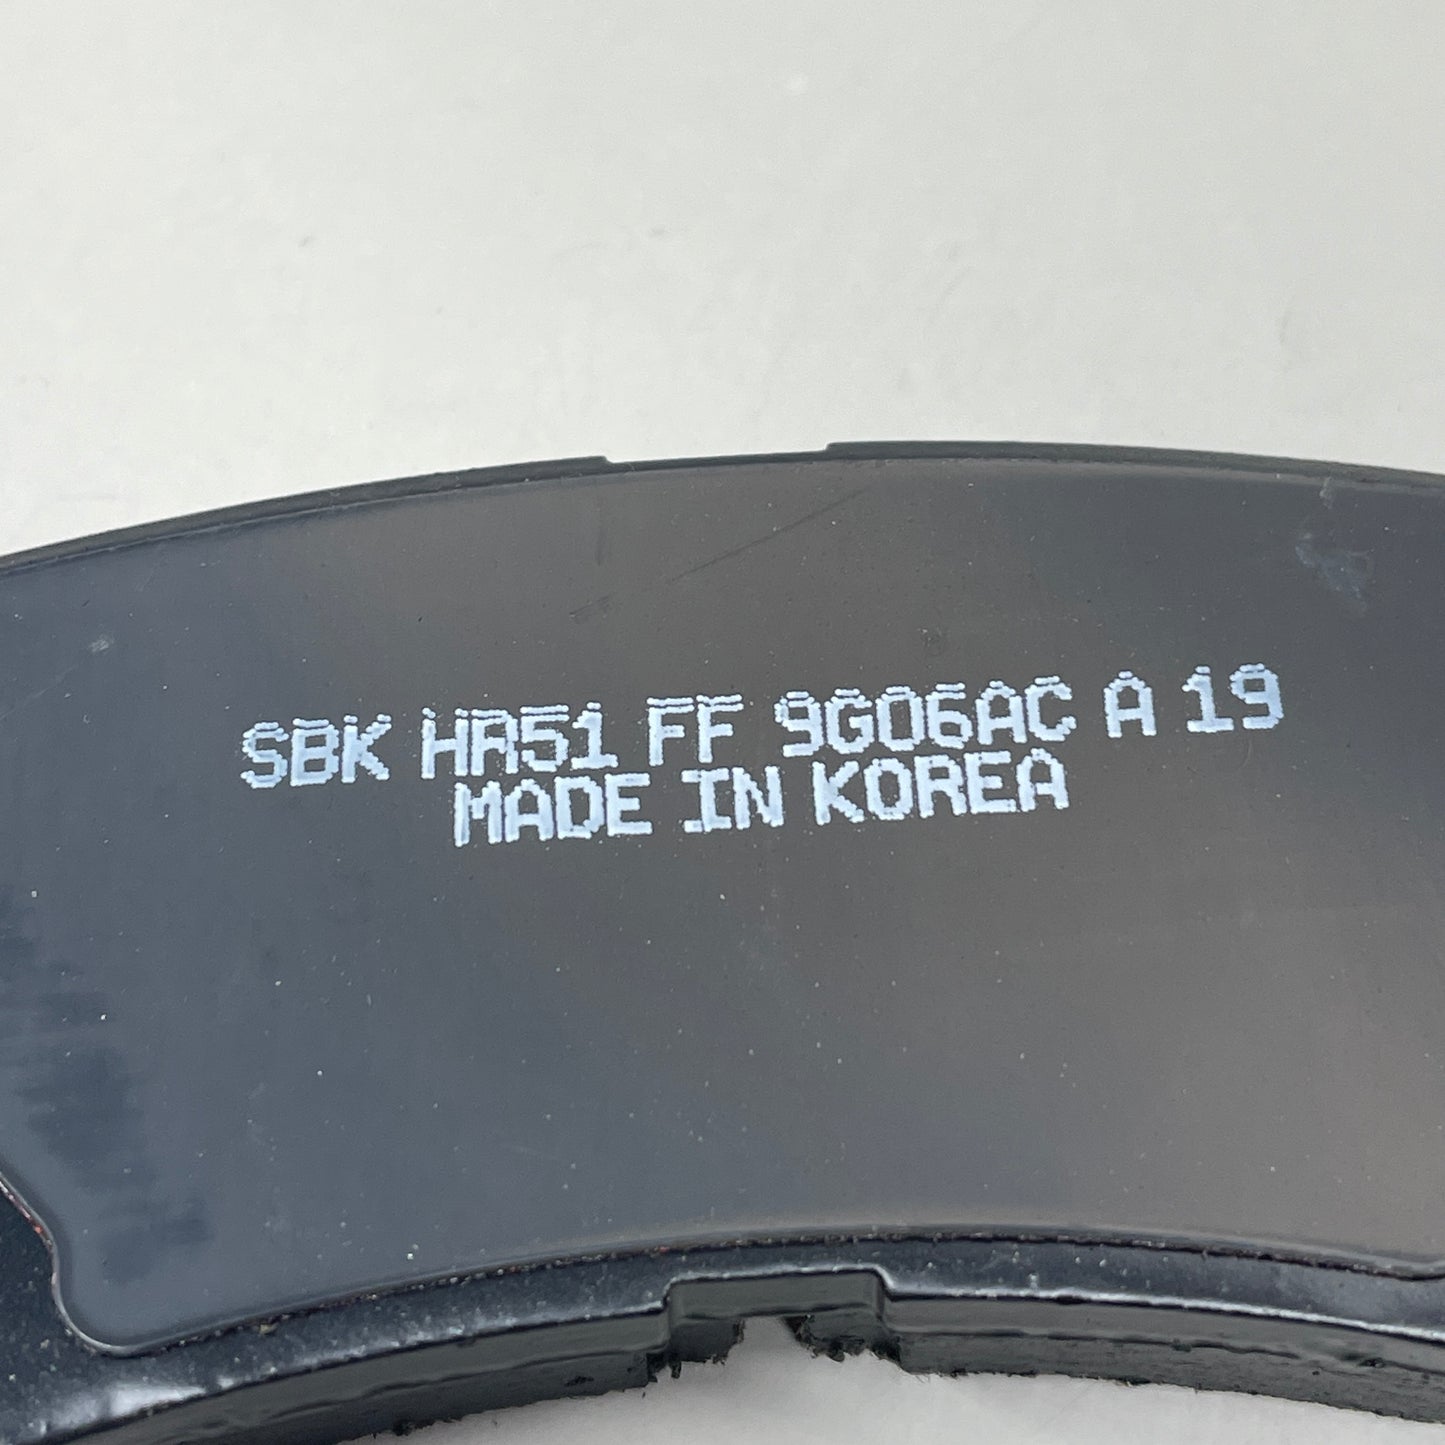 SBK HR51 FF 9G06AC A 19
MADE IN KOREA